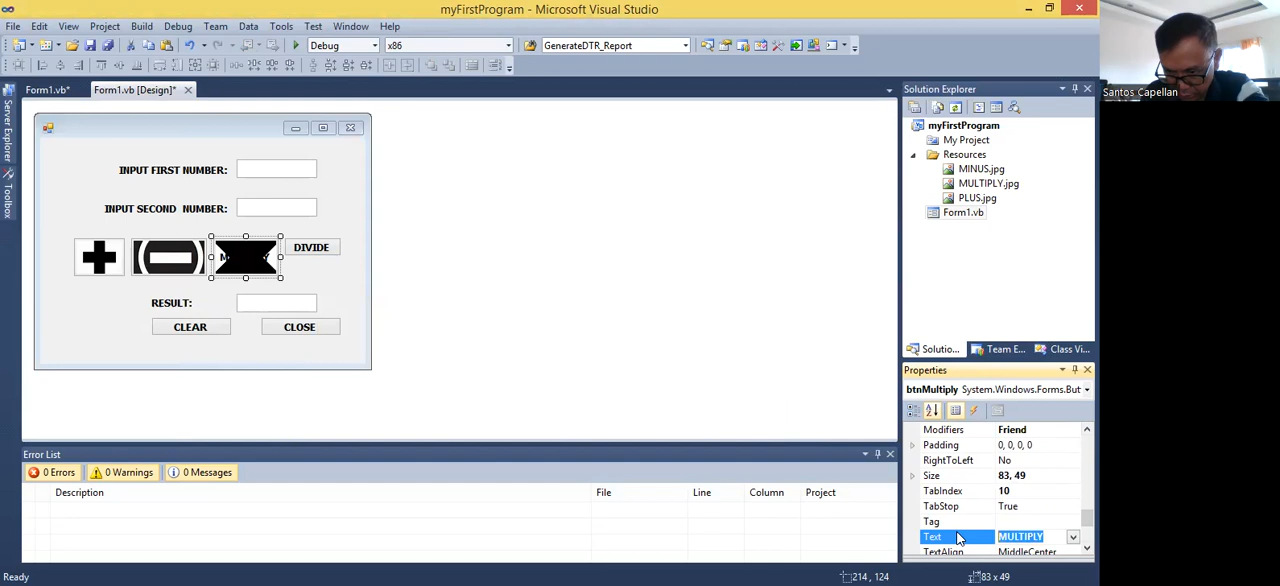 myFirstProgram - Microsoft Visual Studio
File Edit View Project Build Debug Team Data Tools Test Window Help
Debug x86 GenerateDTR_Report
Form1.vb* Form1.vb [Design]*
Server Explorer
Toolbox
INPUT FIRST NUMBER:
INPUT SECOND NUMBER:
DIVIDE
RESULT:
CLEAR CLOSE
Solution Explorer
myFirstProgram
My Project
Resources
MINUS.jpg
MULTIPLY.jpg
PLUS.jpg
Form1.vb
Solutio... Team E... Class Vi...
Properties
btnMultiply System.Windows.Forms.But
Modifiers Friend
Padding 0, 0, 0, 0
RightToLeft No
Size 83, 49
TabIndex 10
TabStop True
Tag
Text MULTIPLY
TextAlign MiddleCenter
Error List
0 Errors 0 Warnings 0 Messages
Description File Line Column Project
Ready 214, 124 83 x 49
Santos Capellan